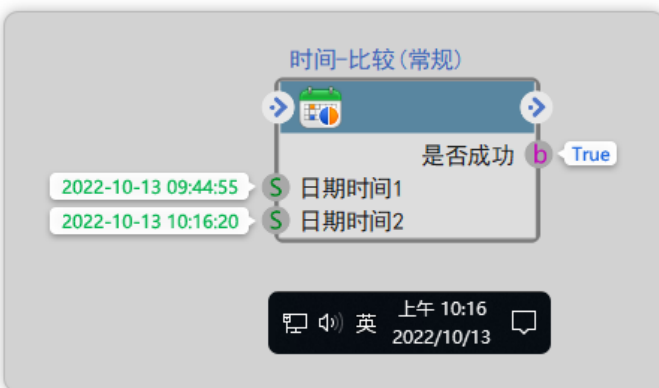 时间-比较(常规)
是否成功 b True
2022-10-13 09:44:55 S 日期时间1
2022-10-13 10:16:20 S 日期时间2
英 上午 10:16
2022/10/13